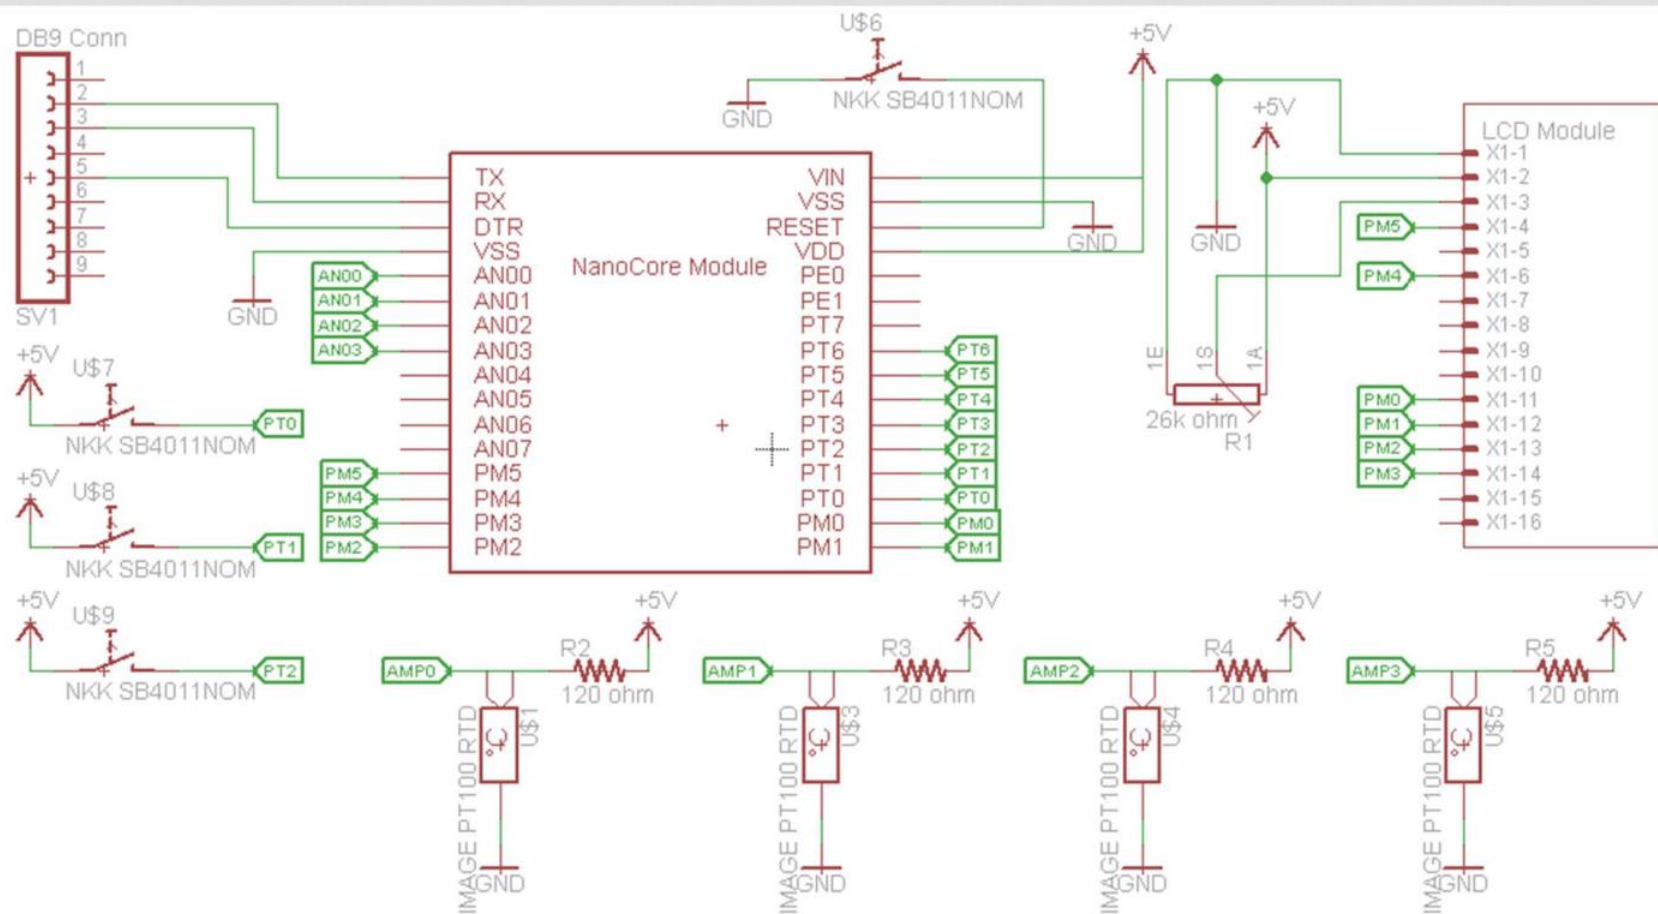 DB9 Conn
1
2
3
4
5
6
7
8
9
SV1
GND
U$6
NKK SB4011NOM
GND
+5V
GND
+5V
GND
TX
RX
DTR
VSS
AN00
AN01
AN02
AN03
AN04
AN05
AN06
AN07
PM5
PM4
PM3
PM2
NanoCore Module
VIN
VSS
RESET
VDD
PE0
PE1
PT7
PT6
PT5
PT4
PT3
PT2
PT1
PT0
PM0
PM1
AN00
AN01
AN02
AN03
PM5
PM4
PM3
PM2
PT6
PT5
PT4
PT3
PT2
PT1
PT0
PM0
PM1
1E
1S
1A
26k ohm
R1
LCD Module
X1-1
X1-2
X1-3
X1-4
X1-5
X1-6
X1-7
X1-8
X1-9
X1-10
X1-11
X1-12
X1-13
X1-14
X1-15
X1-16
PM5
PM4
PM0
PM1
PM2
PM3
+5V
U$7
PT0
NKK SB4011NOM
+5V
U$8
PT1
NKK SB4011NOM
+5V
U$9
PT2
NKK SB4011NOM
AMP0
R2
120 ohm
+5V
IMAGE PT100 RTD
U$1
GND
AMP1
R3
120 ohm
+5V
IMAGE PT100 RTD
U$3
GND
AMP2
R4
120 ohm
+5V
IMAGE PT100 RTD
U$4
GND
AMP3
R5
120 ohm
+5V
IMAGE PT100 RTD
U$5
GND